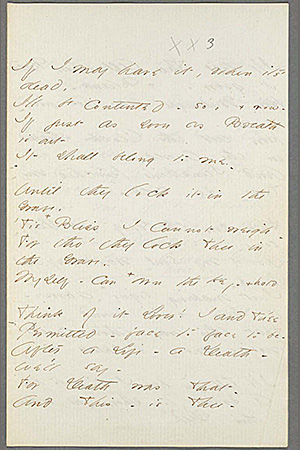 X X 3
If I may have it, when it's
dead,
I'll be Contented - so, + now -
If just as soon as Breath
is out
It shall belong to me -
Until they lock it in the
Grave,
'Tis + Bliss I cannot weigh -
For tho' they lock Thee in
the Grave,
Myself - Can + own the key - + hold
Think of it Lover! I and Thee
+ Permitted - face to face to be -
After a Life - a Death -
we'll say -
For Death was That -
And This - is Thee -